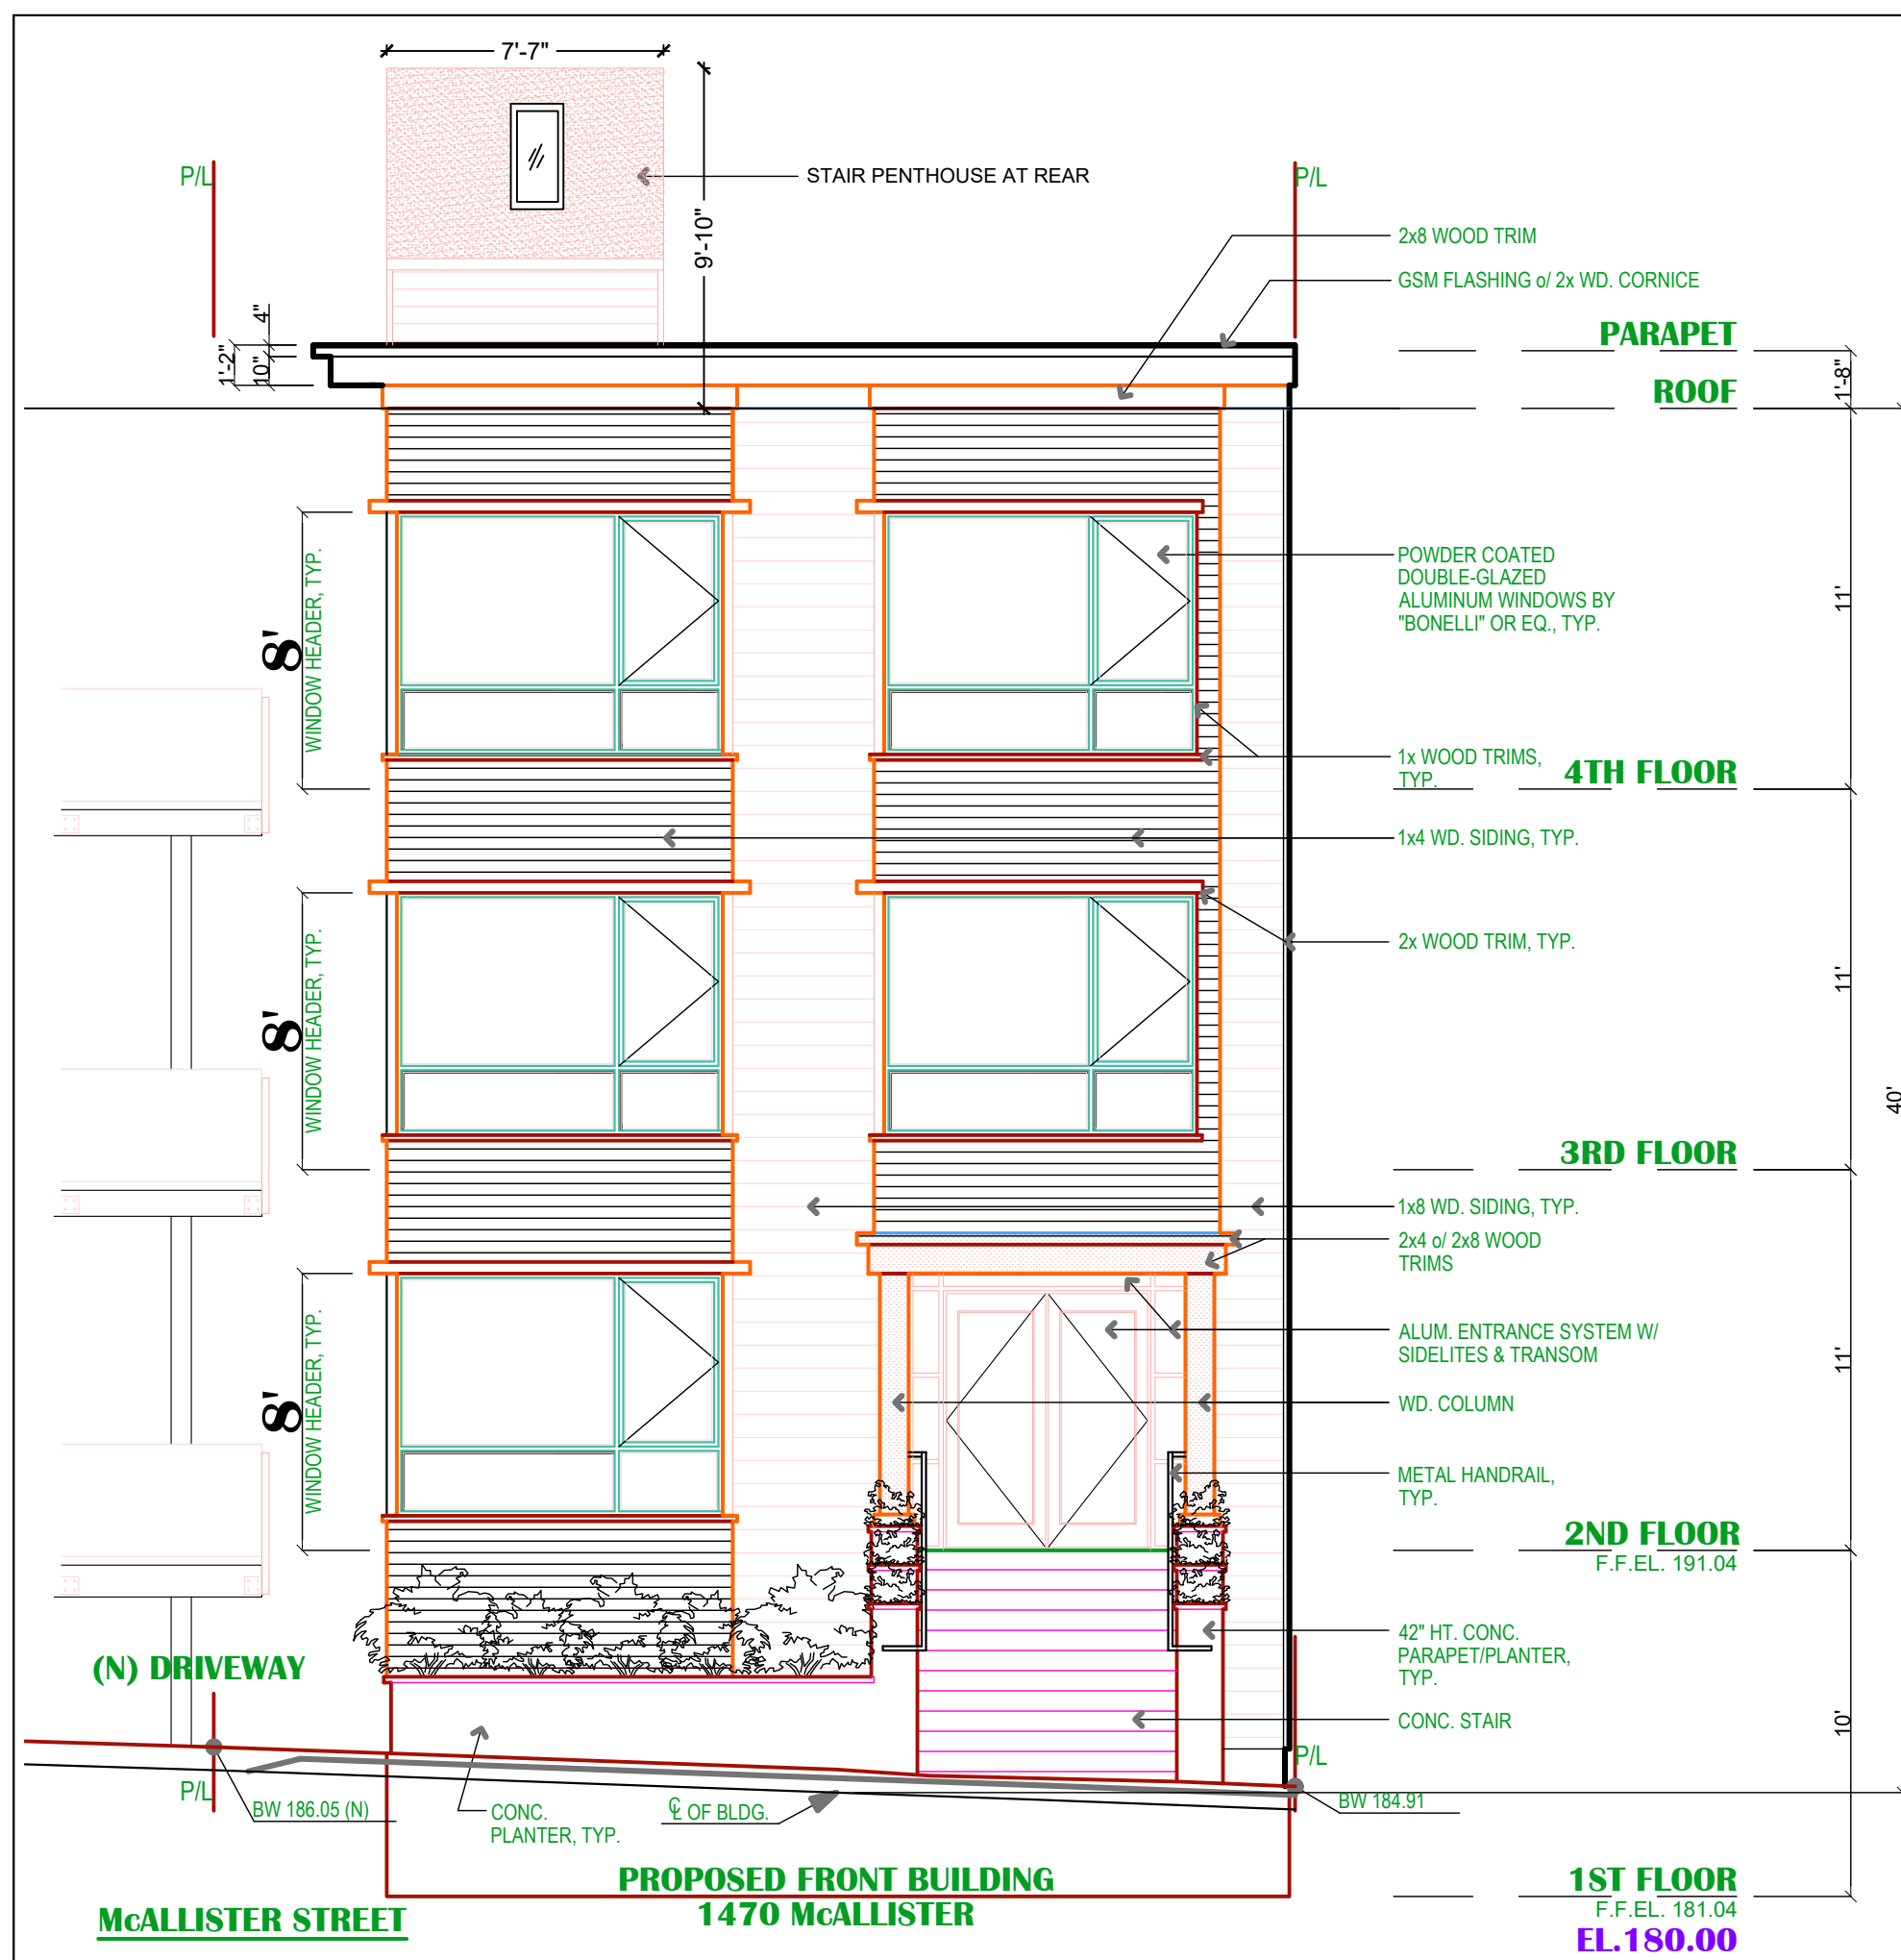 7'-7"
STAIR PENTHOUSE AT REAR
9'-10"
P/L
P/L
2x8 WOOD TRIM
GSM FLASHING o/ 2x WD. CORNICE
PARAPET
4"
10"
1'-2"
1'-8"
ROOF
POWDER COATED
DOUBLE-GLAZED
ALUMINUM WINDOWS BY
"BONELLI" OR EQ., TYP.
11'
8'
WINDOW HEADER, TYP.
1x WOOD TRIMS,
TYP.
4TH FLOOR
1x4 WD. SIDING, TYP.
2x WOOD TRIM, TYP.
11'
8'
WINDOW HEADER, TYP.
40'
3RD FLOOR
1x8 WD. SIDING, TYP.
2x4 o/ 2x8 WOOD
TRIMS
ALUM. ENTRANCE SYSTEM W/
SIDELITES & TRANSOM
11'
8'
WINDOW HEADER, TYP.
WD. COLUMN
METAL HANDRAIL,
TYP.
2ND FLOOR
F.F.EL. 191.04
42" HT. CONC.
PARAPET/PLANTER,
TYP.
(N) DRIVEWAY
CONC. STAIR
10'
P/L
P/L
BW 186.05 (N)
CONC.
PLANTER, TYP.
℄ OF BLDG.
BW 184.91
PROPOSED FRONT BUILDING
1470 McALLISTER
1ST FLOOR
F.F.EL. 181.04
EL.180.00
McALLISTER STREET